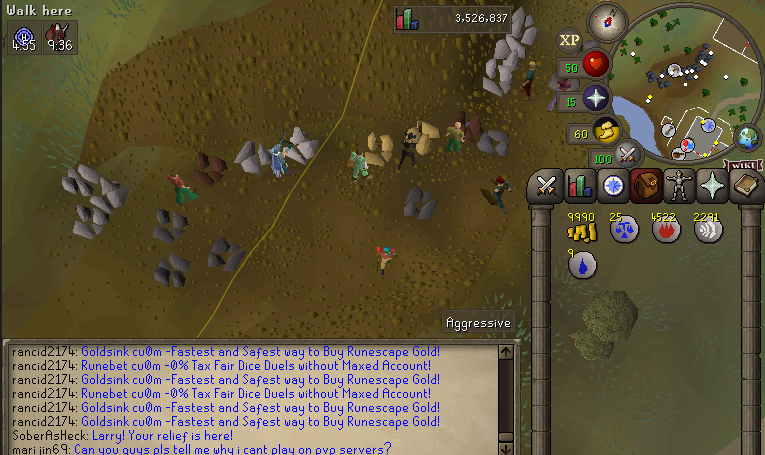 Walk here
4:55 9:36
3,526,837
XP
50
15
60
100
WIKI
9990 25 4522 2291
9
Aggressive
rancid2174: Goldsink cu0m -Fastest and Safest way to Buy Runescape Gold!
rancid2174: Runebet cu0m -0% Tax Fair Dice Duels without Maxed Account!
rancid2174: Goldsink cu0m -Fastest and Safest way to Buy Runescape Gold!
rancid2174: Runebet cu0m -0% Tax Fair Dice Duels without Maxed Account!
rancid2174: Goldsink cu0m -Fastest and Safest way to Buy Runescape Gold!
rancid2174: Goldsink cu0m -Fastest and Safest way to Buy Runescape Gold!
SoberAsHeck: Larry! Your relief is here!
marijin69: Can you guys pls tell me why i cant play on pvp servers?